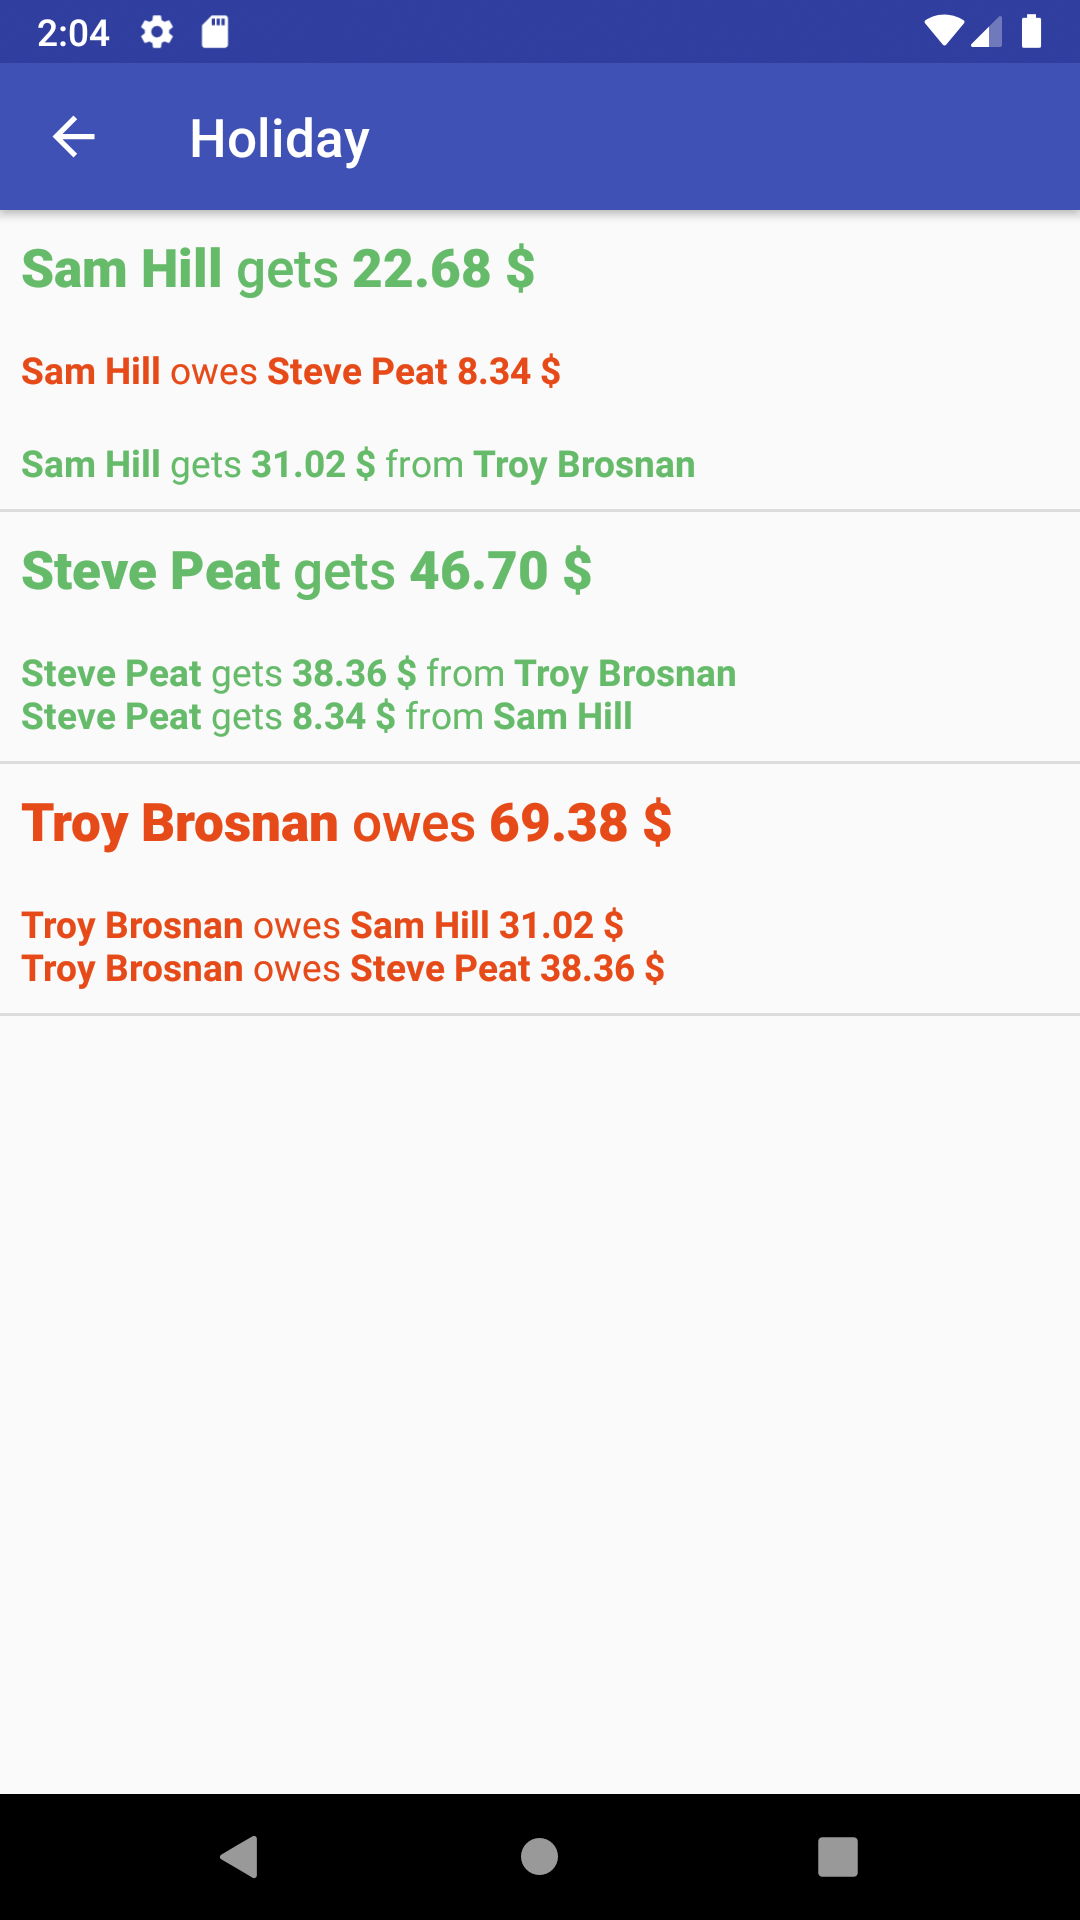 2:04
Holiday
Sam Hill gets 22.68 $
Sam Hill owes Steve Peat 8.34 $
Sam Hill gets 31.02 $ from Troy Brosnan
Steve Peat gets 46.70 $
Steve Peat gets 38.36 $ from Troy Brosnan
Steve Peat gets 8.34 $ from Sam Hill
Troy Brosnan owes 69.38 $
Troy Brosnan owes Sam Hill 31.02 $
Troy Brosnan owes Steve Peat 38.36 $